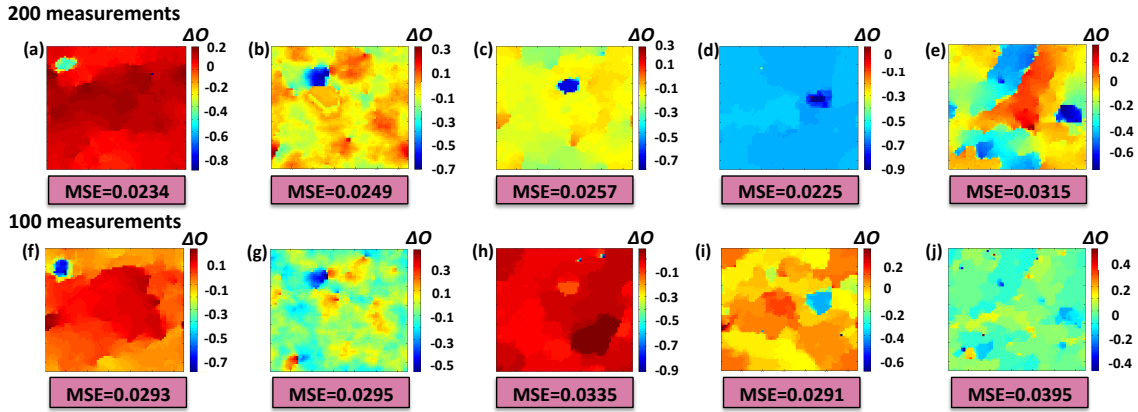 200 measurements
(a) ΔO
0.2
0
-0.2
-0.4
-0.6
-0.8
MSE=0.0234
(b) ΔO
0.3
0.1
-0.1
-0.3
-0.5
-0.7
MSE=0.0249
(c) ΔO
0.3
0.1
-0.1
-0.3
-0.5
-0.7
MSE=0.0257
(d) ΔO
0
-0.1
-0.3
-0.5
-0.7
-0.9
MSE=0.0225
(e) ΔO
0.2
0
-0.2
-0.4
-0.6
MSE=0.0315
100 measurements
(f) ΔO
0.1
-0.1
-0.3
-0.5
-0.7
MSE=0.0293
(g) ΔO
0.3
0.1
-0.1
-0.3
-0.5
MSE=0.0295
(h) ΔO
0.1
-0.1
-0.3
-0.5
-0.7
-0.9
MSE=0.0335
(i) ΔO
0.2
0
-0.2
-0.4
-0.6
MSE=0.0291
(j) ΔO
0.4
0.2
0
-0.2
-0.4
MSE=0.0395